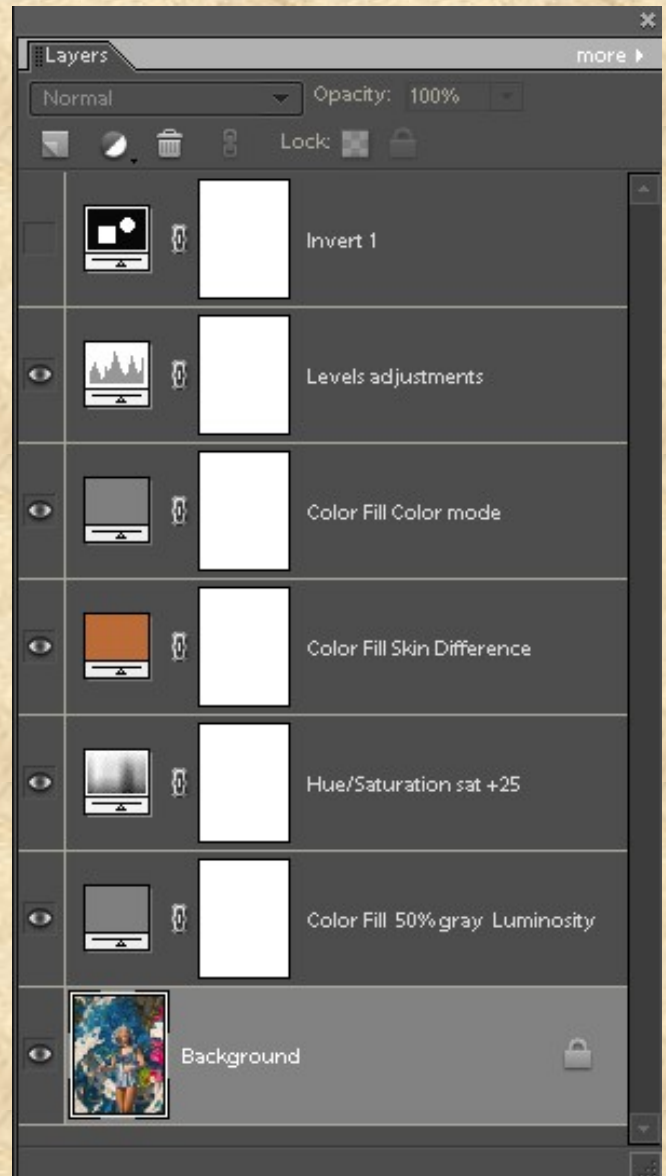 Layers more
Normal Opacity: 100%
Lock:
Invert 1
Levels adjustments
Color Fill Color mode
Color Fill Skin Difference
Hue/Saturation sat +25
Color Fill 50% gray Luminosity
Background